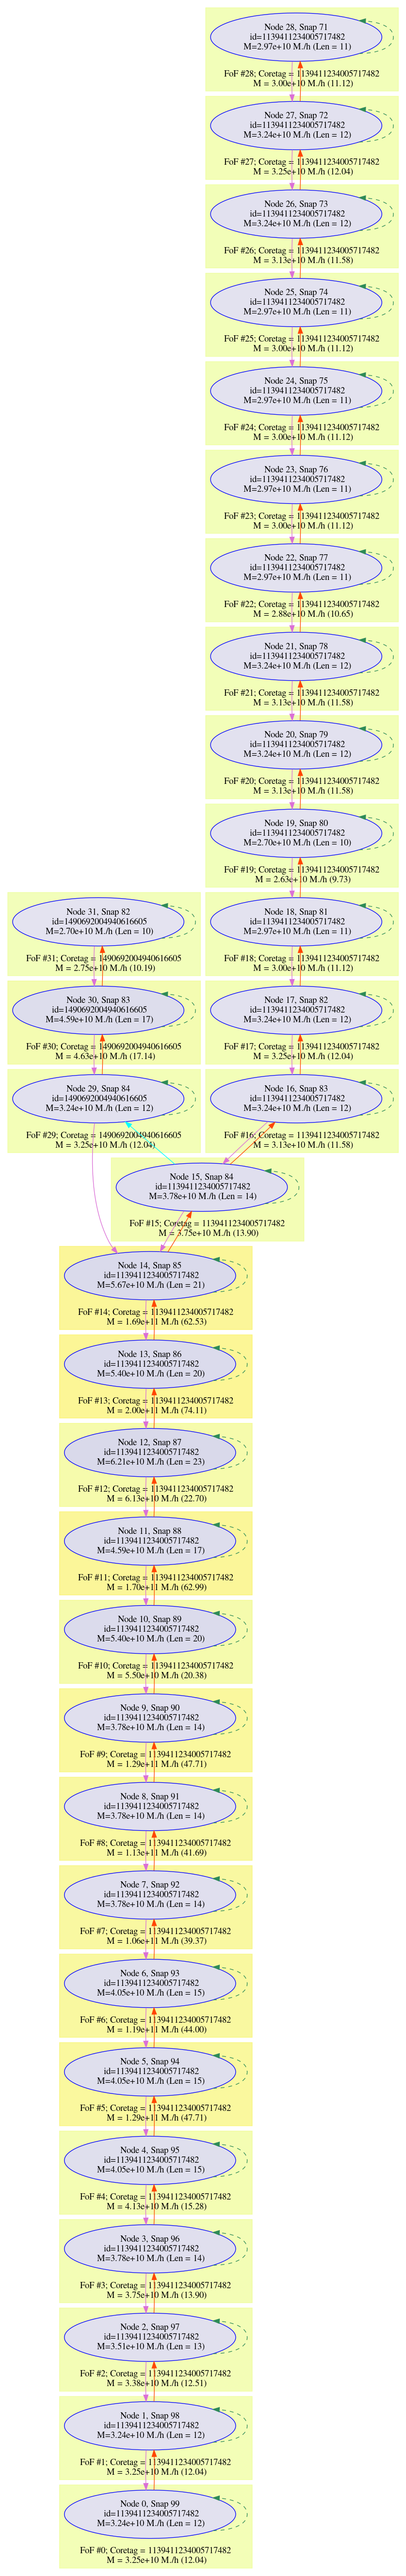 Node 28, Snap 71
id=1139411234005717482
M=2.97e+10 M./h (Len = 11)
FoF #28; Coretag = 1139411234005717482
M = 3.00e+10 M./h (11.12)
Node 27, Snap 72
id=1139411234005717482
M=3.24e+10 M./h (Len = 12)
FoF #27; Coretag = 1139411234005717482
M = 3.25e+10 M./h (12.04)
Node 26, Snap 73
id=1139411234005717482
M=3.24e+10 M./h (Len = 12)
FoF #26; Coretag = 1139411234005717482
M = 3.13e+10 M./h (11.58)
Node 25, Snap 74
id=1139411234005717482
M=2.97e+10 M./h (Len = 11)
FoF #25; Coretag = 1139411234005717482
M = 3.00e+10 M./h (11.12)
Node 24, Snap 75
id=1139411234005717482
M=2.97e+10 M./h (Len = 11)
FoF #24; Coretag = 1139411234005717482
M = 3.00e+10 M./h (11.12)
Node 23, Snap 76
id=1139411234005717482
M=2.97e+10 M./h (Len = 11)
FoF #23; Coretag = 1139411234005717482
M = 3.00e+10 M./h (11.12)
Node 22, Snap 77
id=1139411234005717482
M=2.97e+10 M./h (Len = 11)
FoF #22; Coretag = 1139411234005717482
M = 2.88e+10 M./h (10.65)
Node 21, Snap 78
id=1139411234005717482
M=3.24e+10 M./h (Len = 12)
FoF #21; Coretag = 1139411234005717482
M = 3.13e+10 M./h (11.58)
Node 20, Snap 79
id=1139411234005717482
M=3.24e+10 M./h (Len = 12)
FoF #20; Coretag = 1139411234005717482
M = 3.13e+10 M./h (11.58)
Node 19, Snap 80
id=1139411234005717482
M=2.70e+10 M./h (Len = 10)
FoF #19; Coretag = 1139411234005717482
M = 2.63e+10 M./h (9.73)
Node 31, Snap 82
id=1490692004940616605
M=2.70e+10 M./h (Len = 10)
FoF #31; Coretag = 1490692004940616605
M = 2.75e+10 M./h (10.19)
Node 18, Snap 81
id=1139411234005717482
M=2.97e+10 M./h (Len = 11)
FoF #18; Coretag = 1139411234005717482
M = 3.00e+10 M./h (11.12)
Node 30, Snap 83
id=1490692004940616605
M=4.59e+10 M./h (Len = 17)
FoF #30; Coretag = 1490692004940616605
M = 4.63e+10 M./h (17.14)
Node 17, Snap 82
id=1139411234005717482
M=3.24e+10 M./h (Len = 12)
FoF #17; Coretag = 1139411234005717482
M = 3.25e+10 M./h (12.04)
Node 29, Snap 84
id=1490692004940616605
M=3.24e+10 M./h (Len = 12)
FoF #29; Coretag = 1490692004940616605
M = 3.25e+10 M./h (12.04)
Node 16, Snap 83
id=1139411234005717482
M=3.24e+10 M./h (Len = 12)
FoF #16; Coretag = 1139411234005717482
M = 3.13e+10 M./h (11.58)
Node 15, Snap 84
id=1139411234005717482
M=3.78e+10 M./h (Len = 14)
FoF #15; Coretag = 1139411234005717482
M = 3.75e+10 M./h (13.90)
Node 14, Snap 85
id=1139411234005717482
M=5.67e+10 M./h (Len = 21)
FoF #14; Coretag = 1139411234005717482
M = 1.69e+11 M./h (62.53)
Node 13, Snap 86
id=1139411234005717482
M=5.40e+10 M./h (Len = 20)
FoF #13; Coretag = 1139411234005717482
M = 2.00e+11 M./h (74.11)
Node 12, Snap 87
id=1139411234005717482
M=6.21e+10 M./h (Len = 23)
FoF #12; Coretag = 1139411234005717482
M = 6.13e+10 M./h (22.70)
Node 11, Snap 88
id=1139411234005717482
M=4.59e+10 M./h (Len = 17)
FoF #11; Coretag = 1139411234005717482
M = 1.70e+11 M./h (62.99)
Node 10, Snap 89
id=1139411234005717482
M=5.40e+10 M./h (Len = 20)
FoF #10; Coretag = 1139411234005717482
M = 5.50e+10 M./h (20.38)
Node 9, Snap 90
id=1139411234005717482
M=3.78e+10 M./h (Len = 14)
FoF #9; Coretag = 1139411234005717482
M = 1.29e+11 M./h (47.71)
Node 8, Snap 91
id=1139411234005717482
M=3.78e+10 M./h (Len = 14)
FoF #8; Coretag = 1139411234005717482
M = 1.13e+11 M./h (41.69)
Node 7, Snap 92
id=1139411234005717482
M=3.78e+10 M./h (Len = 14)
FoF #7; Coretag = 1139411234005717482
M = 1.06e+11 M./h (39.37)
Node 6, Snap 93
id=1139411234005717482
M=4.05e+10 M./h (Len = 15)
FoF #6; Coretag = 1139411234005717482
M = 1.19e+11 M./h (44.00)
Node 5, Snap 94
id=1139411234005717482
M=4.05e+10 M./h (Len = 15)
FoF #5; Coretag = 1139411234005717482
M = 1.29e+11 M./h (47.71)
Node 4, Snap 95
id=1139411234005717482
M=4.05e+10 M./h (Len = 15)
FoF #4; Coretag = 1139411234005717482
M = 4.13e+10 M./h (15.28)
Node 3, Snap 96
id=1139411234005717482
M=3.78e+10 M./h (Len = 14)
FoF #3; Coretag = 1139411234005717482
M = 3.75e+10 M./h (13.90)
Node 2, Snap 97
id=1139411234005717482
M=3.51e+10 M./h (Len = 13)
FoF #2; Coretag = 1139411234005717482
M = 3.38e+10 M./h (12.51)
Node 1, Snap 98
id=1139411234005717482
M=3.24e+10 M./h (Len = 12)
FoF #1; Coretag = 1139411234005717482
M = 3.25e+10 M./h (12.04)
Node 0, Snap 99
id=1139411234005717482
M=3.24e+10 M./h (Len = 12)
FoF #0; Coretag = 1139411234005717482
M = 3.25e+10 M./h (12.04)